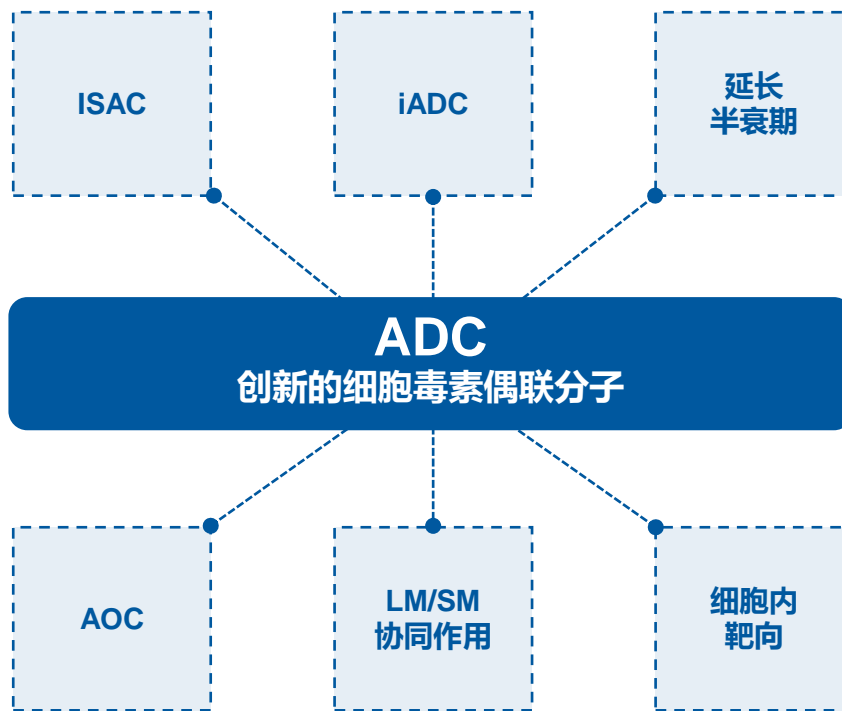 ISAC
iADC
延长
半衰期
ADC
创新的细胞毒素偶联分子
AOC
LM/SM
协同作用
细胞内
靶向